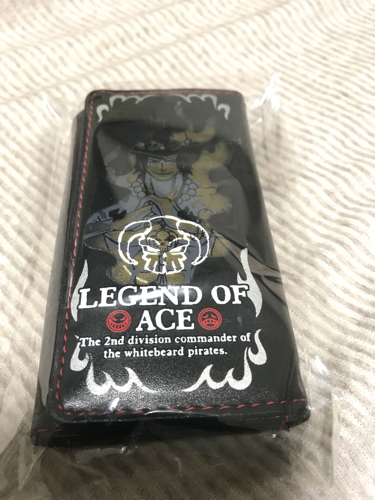 LEGEND OF
ACE
The 2nd division commander of
the whitebeard pirates.